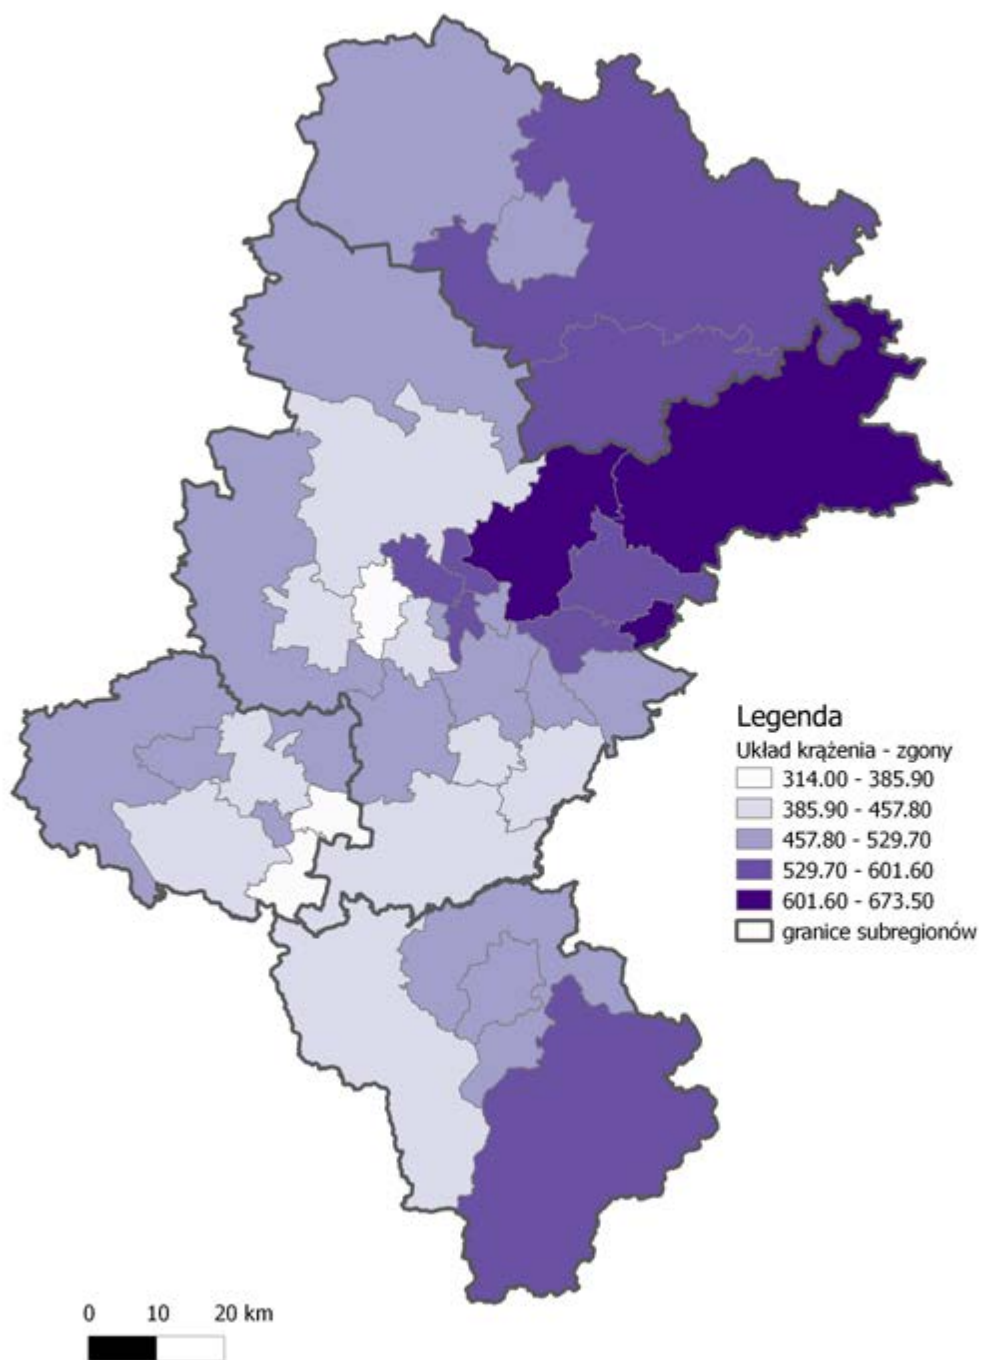 Legenda
Układ krążenia - zgony
314.00 - 385.90
385.90 - 457.80
457.80 - 529.70
529.70 - 601.60
601.60 - 673.50
granice subregionów
0 10 20 km